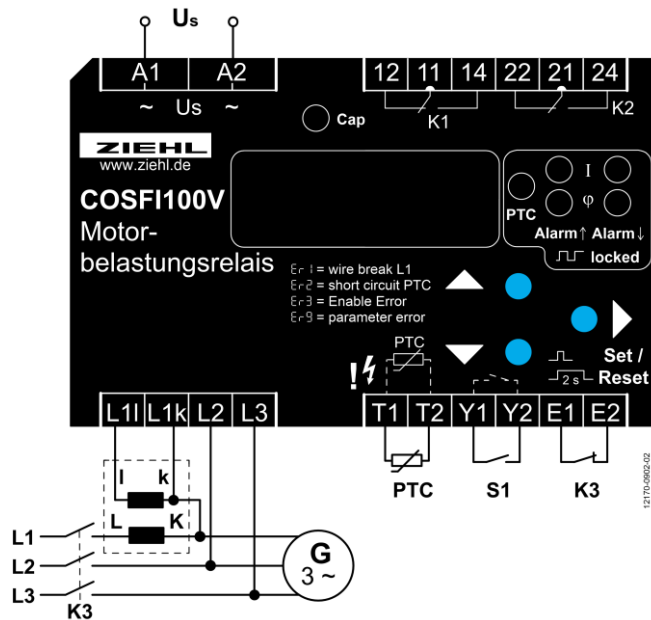 Us
A1 A2 12 11 14 22 21 24
~ Us ~ K1 K2
Cap
ZIEHL
www.ziehl.de
COSFI100V
Motor-
belastungsrelais
I
φ
PTC
Alarm↑ Alarm↓
locked
Er1 = wire break L1
Er2 = short circuit PTC
Er3 = Enable Error
Er9 = parameter error
PTC
Set /
2 s Reset
!
L1l L1k L2 L3 T1 T2 Y1 Y2 E1 E2
l k
PTC S1 K3
L K
L1
L2
L3
K3
G
3 ~
12170-0902-02